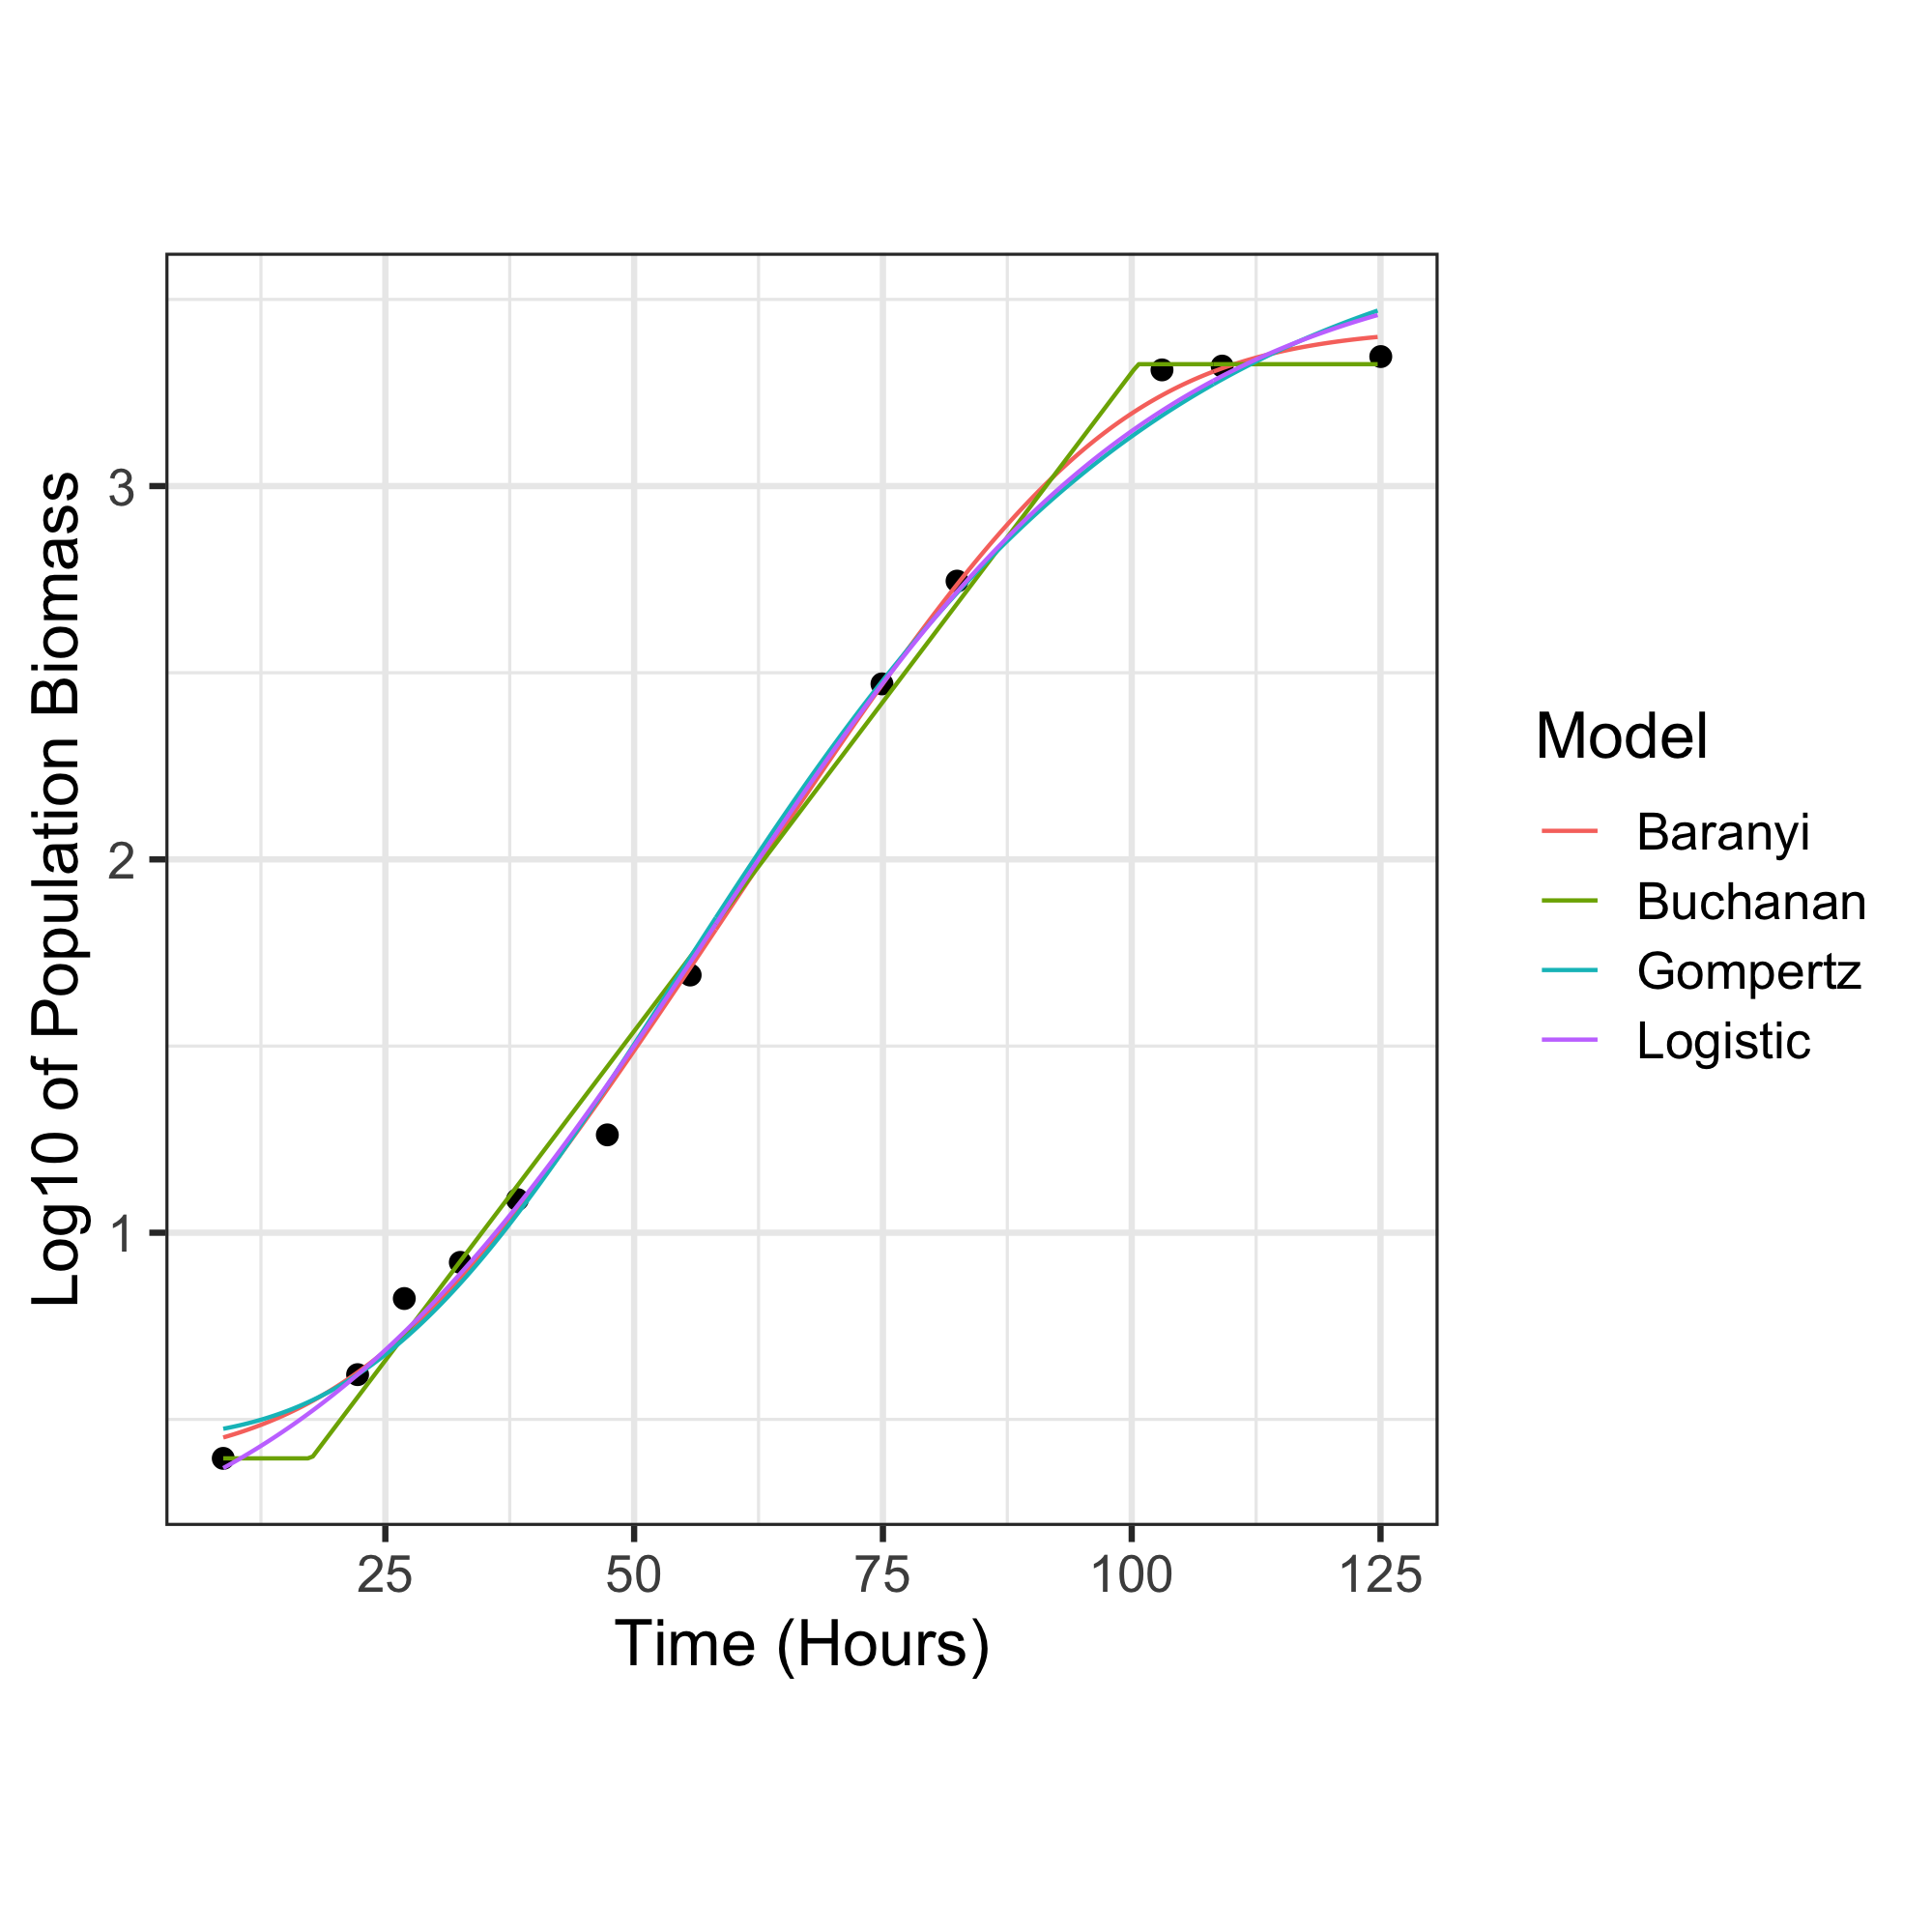 Log10 of Population Biomass
3
2
1
25 50 75 100 125
Time (Hours)
Model
Baranyi
Buchanan
Gompertz
Logistic